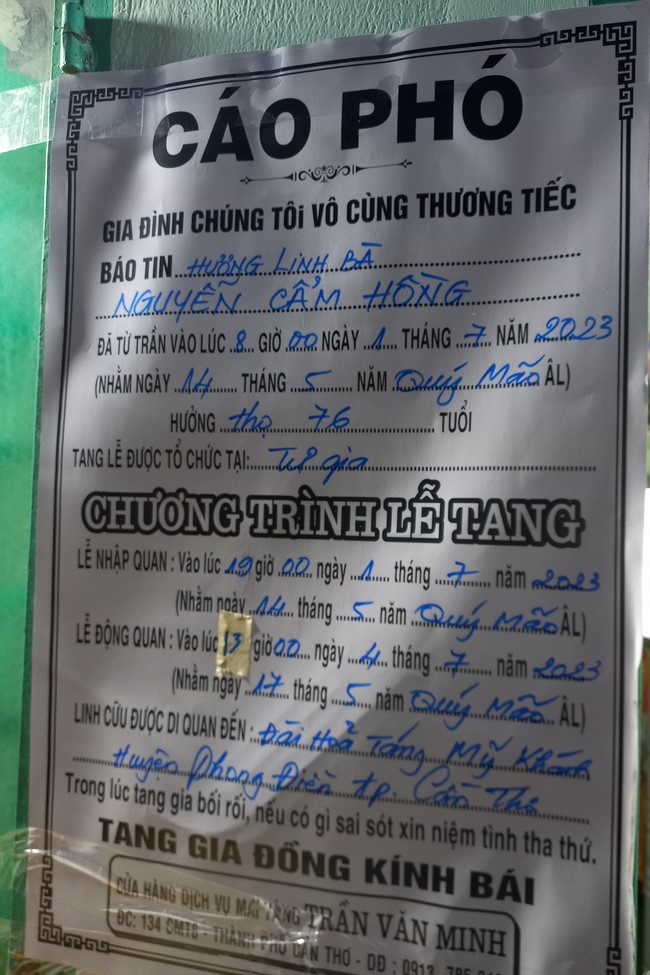 CÁO PHÓ
GIA ĐÌNH CHÚNG TÔi VÔ CÙNG THƯƠNG TIẾC
BÁO TIN Hương Linh Bà
NGUYỄN CẨM HỒNG
ĐÃ TỪ TRẦN VÀO LÚC 8 GIỜ 00 NGÀY 1 THÁNG 7 NĂM 2023
(NHẰM NGÀY 14 THÁNG 5 NĂM Quý Mão ÂL)
HƯỞNG thọ 76 TUỔI
TANG LỄ ĐƯỢC TỔ CHỨC TẠI: Tư gia
CHƯƠNG TRÌNH LỄ TANG
LỄ NHẬP QUAN : Vào lúc 19 giờ 00 ngày 1 tháng 7 năm 2023
(Nhằm ngày 14 tháng 5 năm Quý Mão ÂL)
LỄ ĐỘNG QUAN : Vào lúc 13 giờ 00 ngày 4 tháng 7 năm 2023
(Nhằm ngày 17 tháng 5 năm Quý Mão ÂL)
LINH CỮU ĐƯỢC DI QUAN ĐẾN : Đài Hoả Táng Mỹ Khánh
Huyện Phong Điền tp. Cần Thơ
Trong lúc tang gia bối rối, nếu có gì sai sót xin niệm tình tha thứ.
TANG GIA ĐỒNG KÍNH BÁI
CỬA HÀNG DỊCH VỤ MAI TÁNG TRẦN VĂN MINH
ĐC: 134 SMT8 - THÀNH PHỐ CẦN THƠ - DĐ : 0913